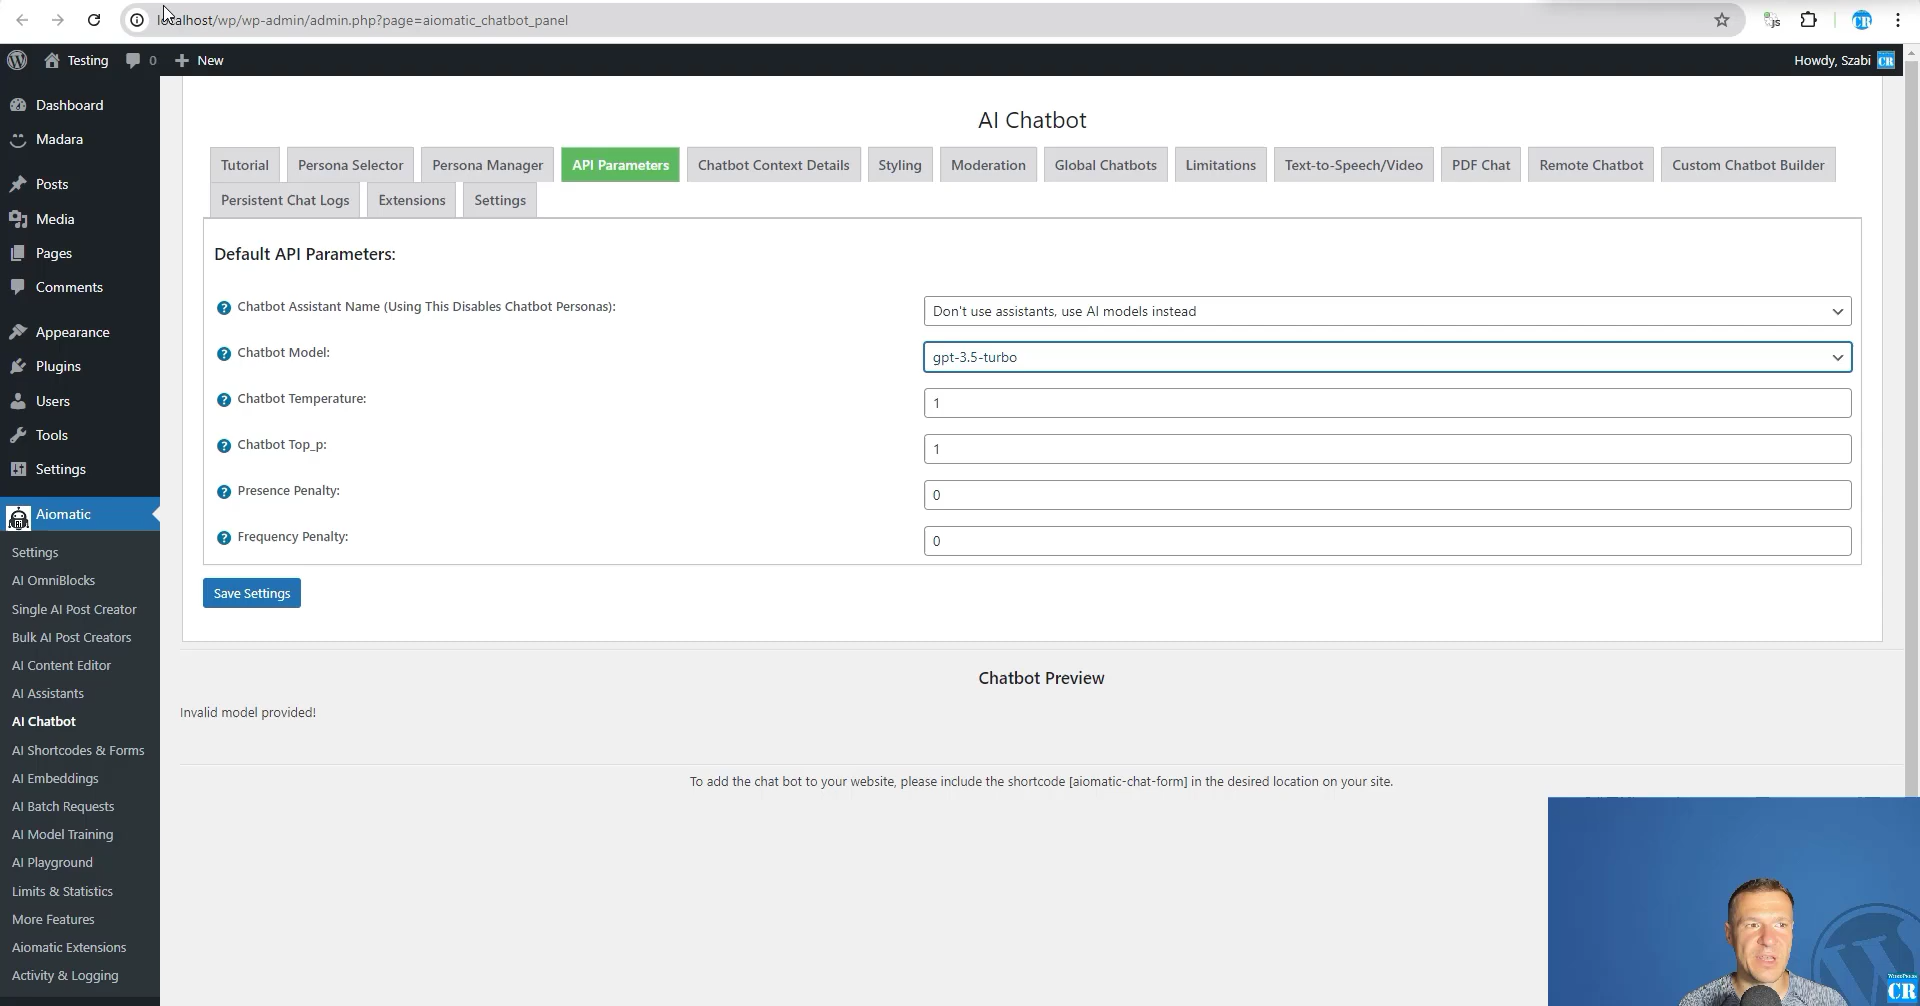 localhost/wp/wp-admin/admin.php?page=aiomatic_chatbot_panel
js
CR
Testing
0
New
Howdy, Szabi
CR
Dashboard
Madara
Posts
Media
Pages
Comments
Appearance
Plugins
Users
Tools
Settings
Aiomatic
Settings
AI OmniBlocks
Single AI Post Creator
Bulk AI Post Creators
AI Content Editor
AI Assistants
AI Chatbot
AI Shortcodes & Forms
AI Embeddings
AI Batch Requests
AI Model Training
AI Playground
Limits & Statistics
More Features
Aiomatic Extensions
Activity & Logging
AI Chatbot
Tutorial Persona Selector Persona Manager API Parameters Chatbot Context Details Styling Moderation Global Chatbots Limitations Text-to-Speech/Video PDF Chat Remote Chatbot Custom Chatbot Builder
Persistent Chat Logs Extensions Settings
Default API Parameters:
Chatbot Assistant Name (Using This Disables Chatbot Personas): Don't use assistants, use AI models instead
Chatbot Model: gpt-3.5-turbo
Chatbot Temperature: 1
Chatbot Top_p: 1
Presence Penalty: 0
Frequency Penalty: 0
Save Settings
Chatbot Preview
Invalid model provided!
To add the chat bot to your website, please include the shortcode [aiomatic-chat-form] in the desired location on your site.
WORDPRESS
CR